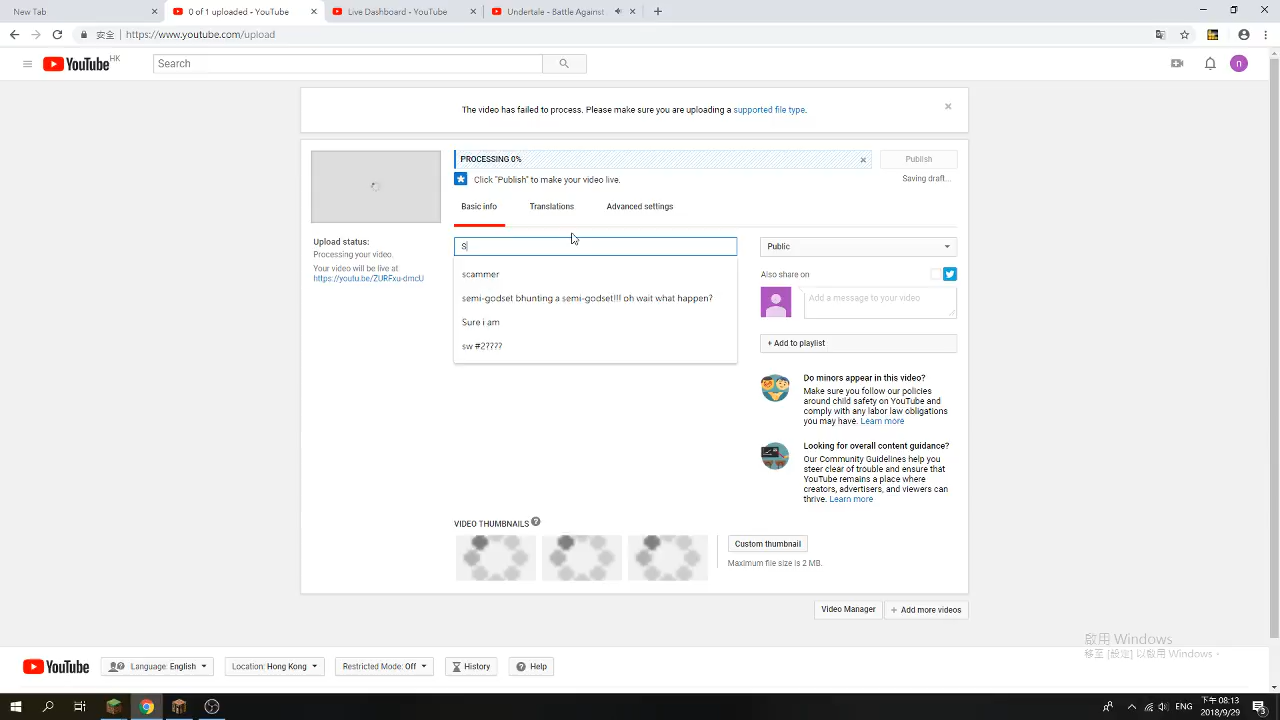 New Tab
0 of 1 uploaded - YouTube
Live Dashboard - YouTube
Undertale - Battle Against
安全
https://www.youtube.com/upload
YouTube HK
Search
n
The video has failed to process. Please make sure you are uploading a supported file type.
PROCESSING 0%
Publish
Click "Publish" to make your video live.
Saving draft...
Basic info
Translations
Advanced settings
Upload status:
Processing your video.
Your video will be live at
https://youtu.be/ZURFxu-dmcU
S
scammer
semi-godset bhunting a semi-godset!!! oh wait what happen?
Sure i am
sw #2????
Public
Also share on
Add a message to your video
+ Add to playlist
Do minors appear in this video?
Make sure you follow our policies
around child safety on YouTube and
comply with any labor law obligations
you may have. Learn more
Looking for overall content guidance?
Our Community Guidelines help you
steer clear of trouble and ensure that
YouTube remains a place where
creators, advertisers, and viewers can
thrive. Learn more
VIDEO THUMBNAILS
Custom thumbnail
Maximum file size is 2 MB.
Video Manager
+ Add more videos
啟用 Windows
移至 [設定] 以啟用 Windows。
YouTube
Language: English
Location: Hong Kong
Restricted Mode: Off
History
Help
ENG
下午 08:13
2018/9/29